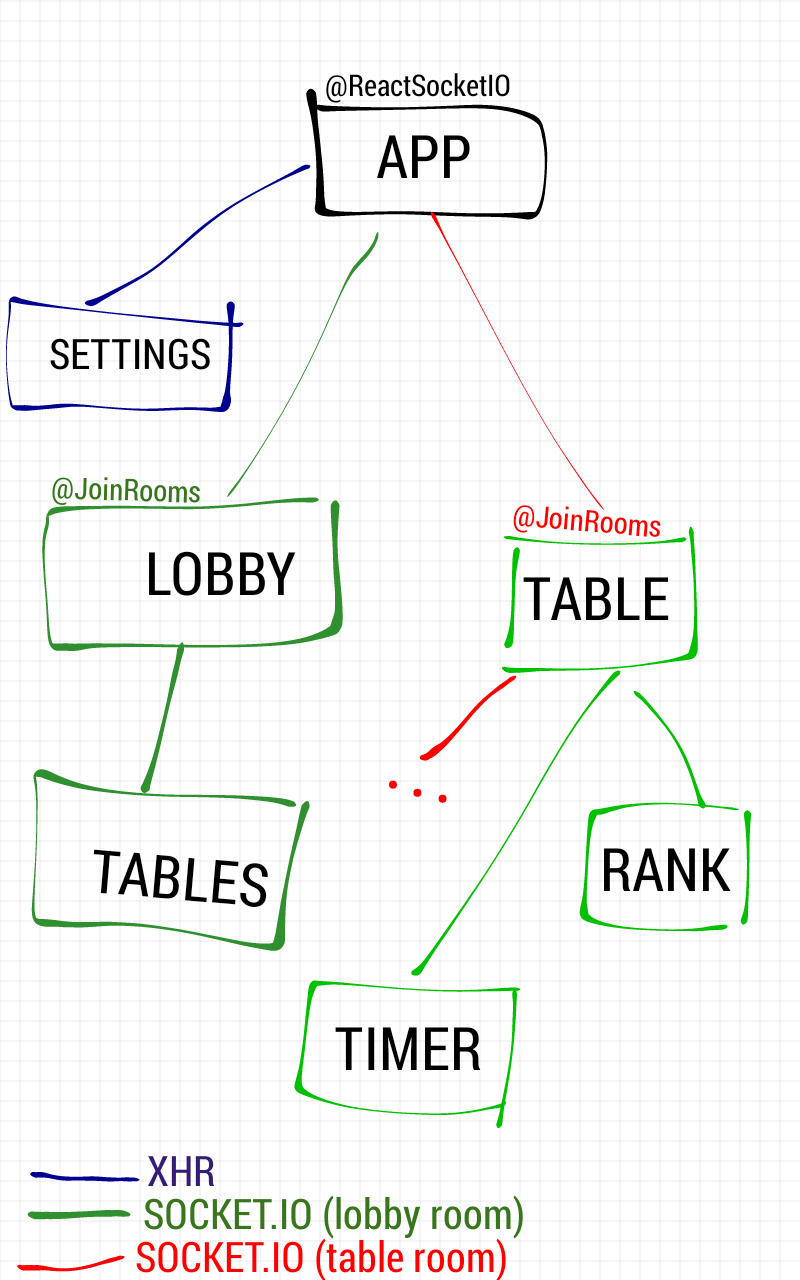 @ReactSocketIO
APP
SETTINGS
@JoinRooms
LOBBY
@JoinRooms
TABLE
TABLES
RANK
TIMER
XHR
SOCKET.IO (lobby room)
SOCKET.IO (table room)